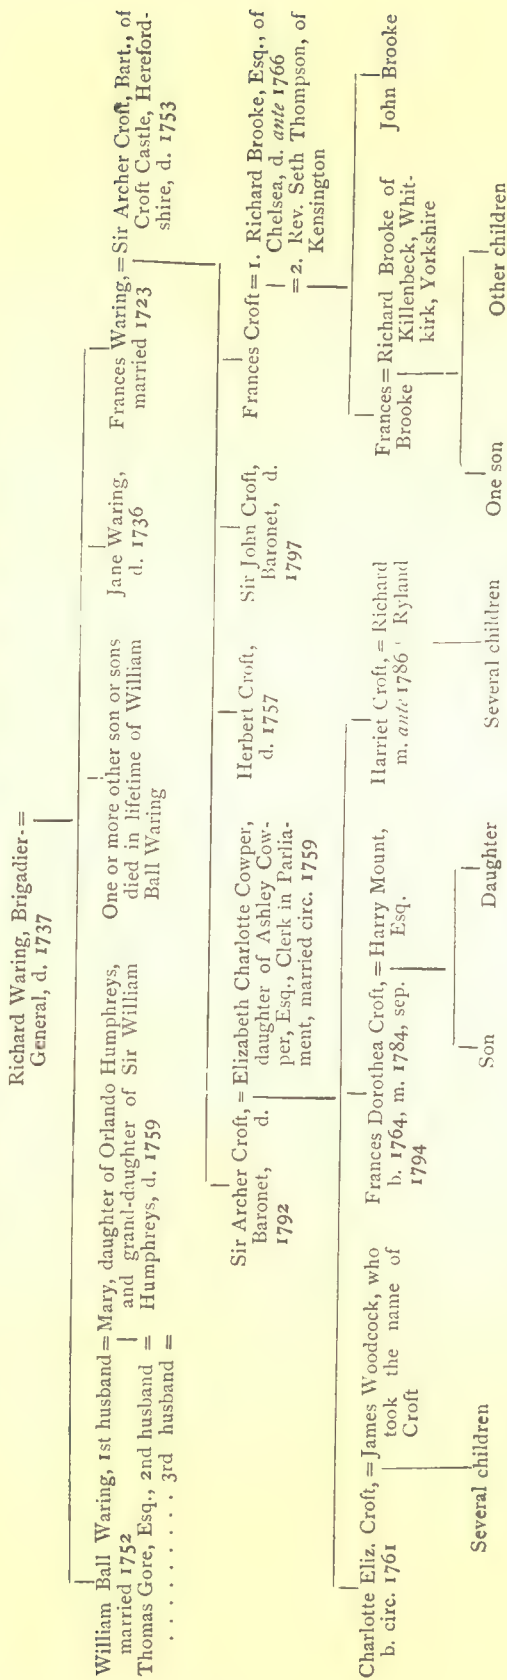 Richard Waring, Brigadier- =
General, d. 1737
William Ball Waring, 1st husband = Mary, daughter of Orlando Humphreys,
married 1752
and grand-daughter of Sir William
Thomas Gore, Esq., 2nd husband =
Humphreys, d. 1759
. . . . . . . . . . 3rd husband =
One or more other son or sons
died in lifetime of William
Ball Waring
Jane Waring,
d. 1736
Frances Waring, = Sir Archer Croft, Bart., of
married 1723
Croft Castle, Hereford-
shire, d. 1753
Sir Archer Croft, = Elizabeth Charlotte Cowper,
Baronet, d.
1792
daughter of Ashley Cow-
per, Esq., Clerk in Parlia-
ment, married circ. 1759
Herbert Croft,
d. 1757
Sir John Croft,
Baronet, d.
1797
Frances Croft = 1. Richard Brooke, Esq., of
Chelsea, d. ante 1766
= 2. Rev. Seth Thompson, of
Kensington
Charlotte Eliz. Croft, = James Woodcock, who
b. circ. 1761
took the name of
Croft
Frances Dorothea Croft, = Harry Mount,
b. 1764, m. 1784, sep.
1794
Esq.
Harriet Croft, = Richard
m. ante 1786 Ryland
Frances = Richard Brooke of
Brooke
Killenbeck, Whit-
kirk, Yorkshire
John Brooke
Several children
Son
Daughter
Several children
One son
Other children